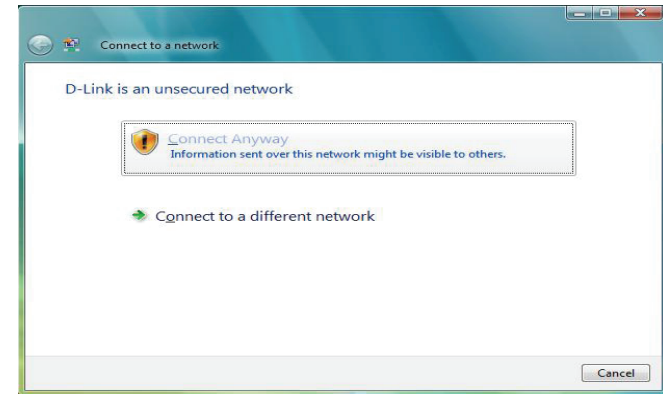 Connect to a network
D-Link is an unsecured network
Connect Anyway
Information sent over this network might be visible to others.
Connect to a different network
Cancel